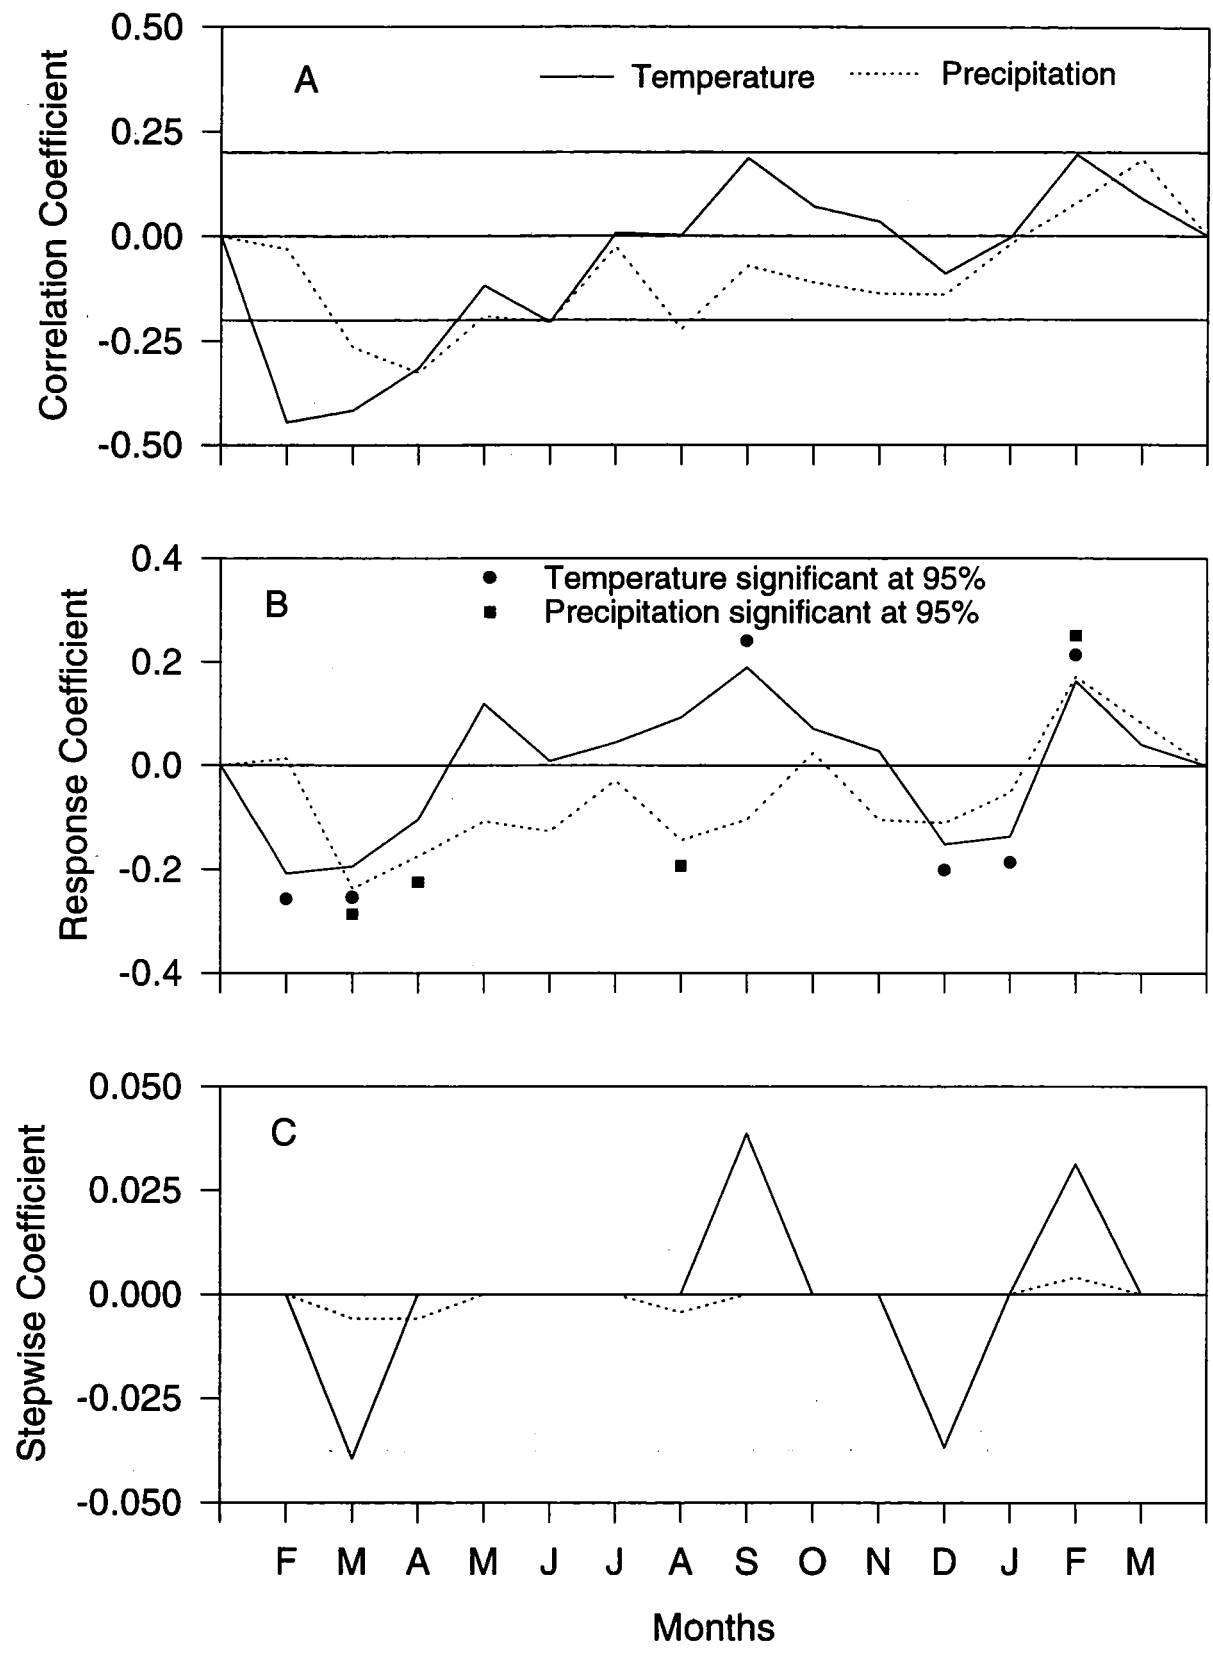 0.50
A
Temperature
Precipitation
0.25
0.00
-0.25
-0.50
Correlation Coefficient
0.4
B
Temperature significant at 95%
Precipitation significant at 95%
0.2
0.0
-0.2
-0.4
Response Coefficient
0.050
C
0.025
0.000
-0.025
-0.050
Stepwise Coefficient
F M A M J J A S O N D J F M
Months